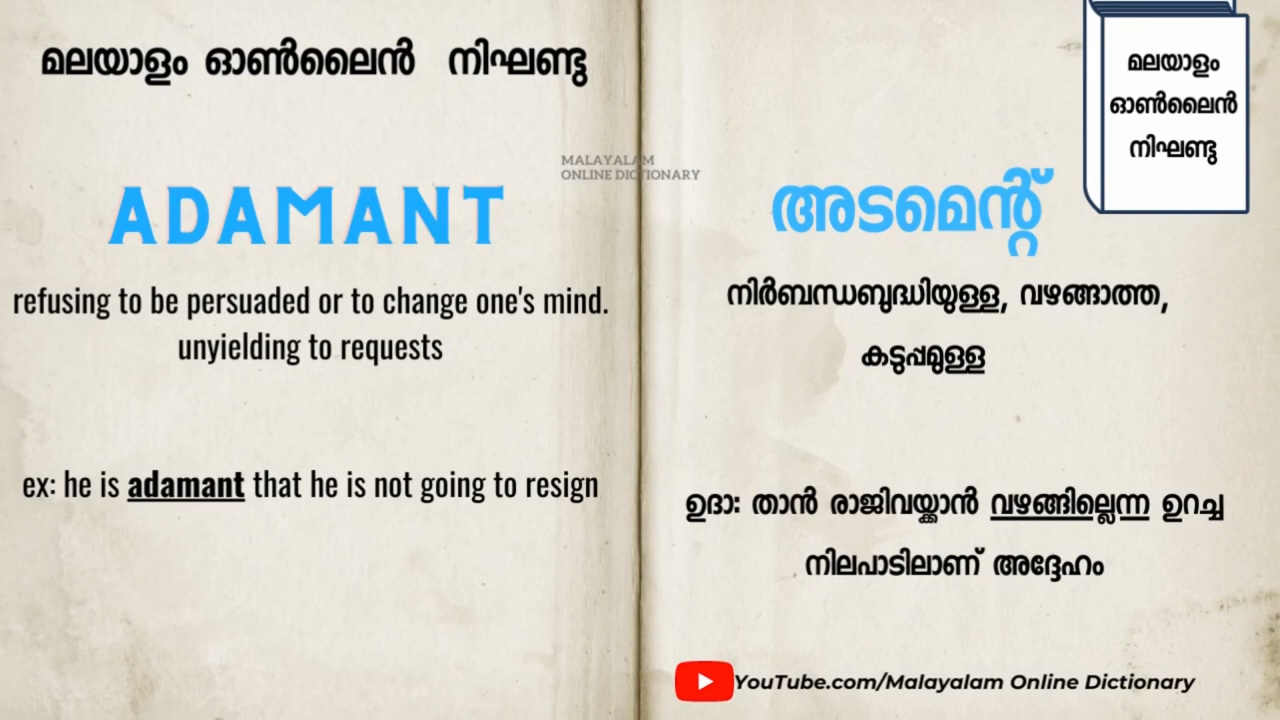 മലയാളം ഓൺലൈൻ നിഘണ്ടു
മലയാളം
ഓൺലൈൻ
നിഘണ്ടു
MALAYALAM
ONLINE DICTIONARY
ADAMANT
refusing to be persuaded or to change one's mind.
unyielding to requests
ex: he is adamant that he is not going to resign
അടമെന്റ്
നിർബന്ധബുദ്ധിയുള്ള, വഴങ്ങാത്ത,
കടുപ്പമുള്ള
ഉദാ: താൻ രാജിവയ്ക്കാൻ വഴങ്ങില്ലെന്ന ഉറച്ച
നിലപാടിലാണ് അദ്ദേഹം
YouTube.com/Malayalam Online Dictionary